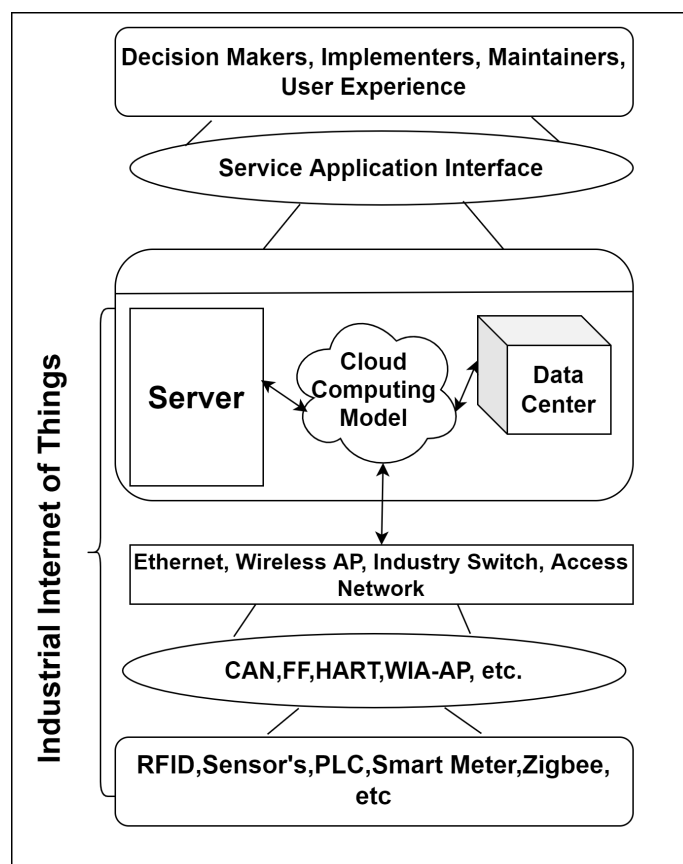 Decision Makers, Implementers, Maintainers,
User Experience
Service Application Interface
Server
Cloud
Computing
Model
Data
Center
Industrial Internet of Things
Ethernet, Wireless AP, Industry Switch, Access
Network
CAN,FF,HART,WIA-AP, etc.
RFID,Sensor's,PLC,Smart Meter,Zigbee,
etc